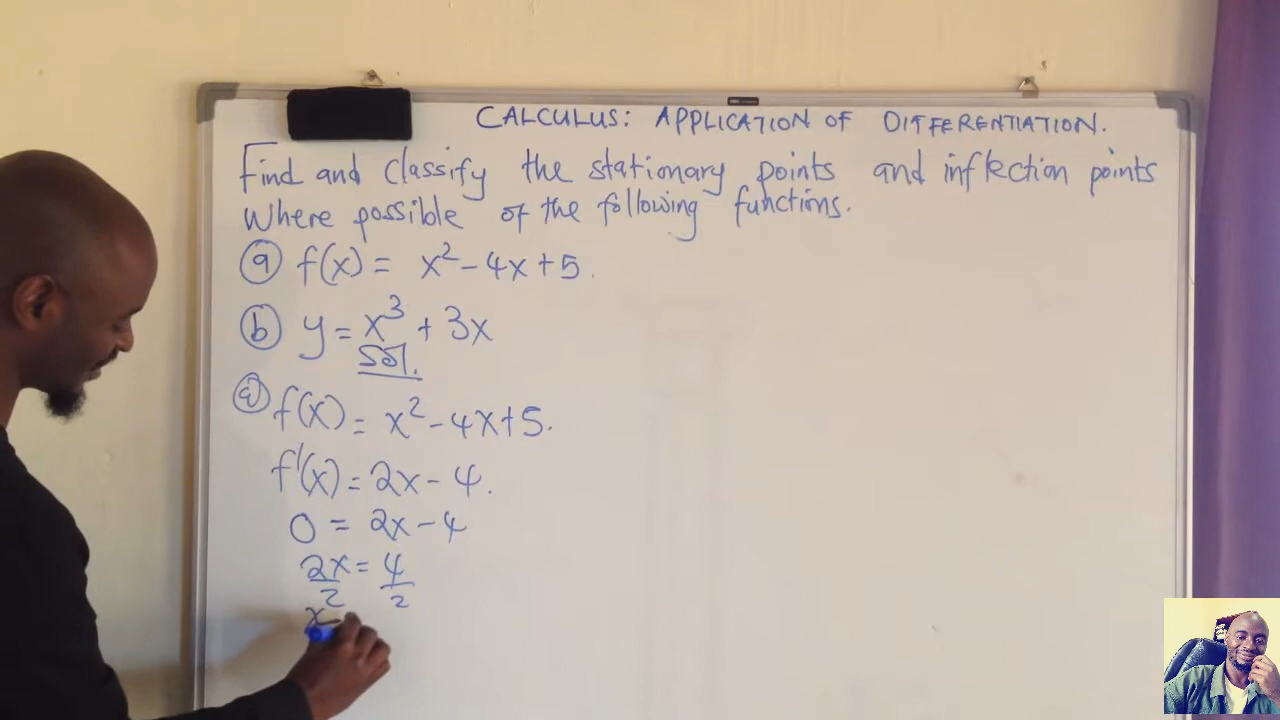 CALCULUS: APPLICATION OF DIFFERENTIATION.
Find and classify the stationary points and inflection points
where possible of the following functions.
(a) f(x) = x² - 4x + 5.
(b) y = x³ + 3x
Sol.
(a) f(x) = x² - 4x + 5.
f'(x) = 2x - 4.
0 = 2x - 4
2x/2 = 4/2
x =